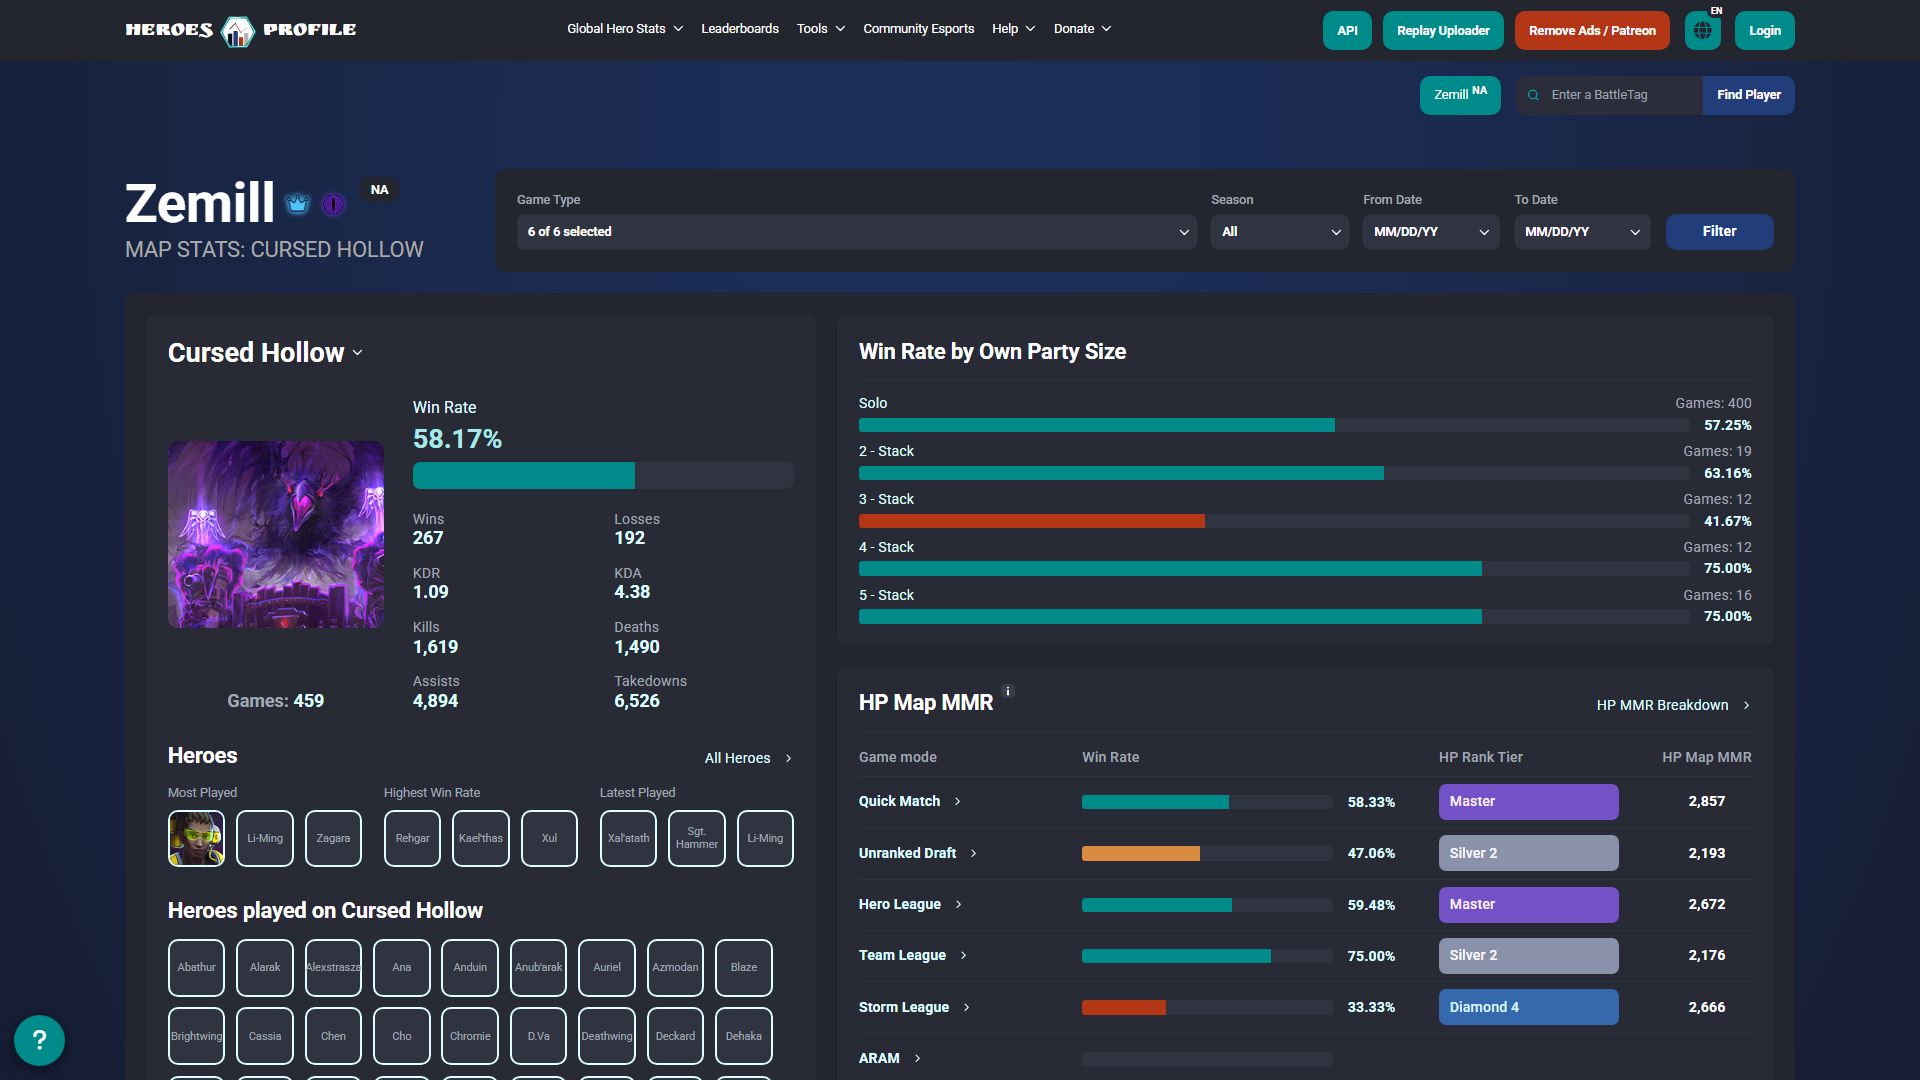 HEROES PROFILE
Global Hero Stats
Leaderboards
Tools
Community Esports
Help
Donate
API
Replay Uploader
Remove Ads / Patreon
EN
Login
Zemill NA
Enter a BattleTag
Find Player
Zemill
NA
MAP STATS: CURSED HOLLOW
Game Type
6 of 6 selected
Season
All
From Date
MM/DD/YY
To Date
MM/DD/YY
Filter
Cursed Hollow
Win Rate
58.17%
Wins
267
Losses
192
KDR
1.09
KDA
4.38
Kills
1,619
Deaths
1,490
Assists
4,894
Takedowns
6,526
Games: 459
Heroes
All Heroes
Most Played
Li-Ming
Zagara
Highest Win Rate
Rehgar
Kael'thas
Xul
Latest Played
Xal'atath
Sgt.
Hammer
Li-Ming
Heroes played on Cursed Hollow
Abathur
Alarak
Alexstrasza
Ana
Anduin
Anub'arak
Auriel
Azmodan
Blaze
Brightwing
Cassia
Chen
Cho
Chromie
D.Va
Deathwing
Deckard
Dehaka
?
Win Rate by Own Party Size
Solo
Games: 400
57.25%
2 - Stack
Games: 19
63.16%
3 - Stack
Games: 12
41.67%
4 - Stack
Games: 12
75.00%
5 - Stack
Games: 16
75.00%
HP Map MMR
i
HP MMR Breakdown
Game mode
Win Rate
HP Rank Tier
HP Map MMR
Quick Match
58.33%
Master
2,857
Unranked Draft
47.06%
Silver 2
2,193
Hero League
59.48%
Master
2,672
Team League
75.00%
Silver 2
2,176
Storm League
33.33%
Diamond 4
2,666
ARAM